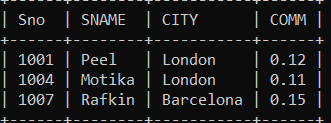 | Sno | SNAME | CITY | COMM |
| 1001 | Peel | London | 0.12 |
| 1004 | Motika | London | 0.11 |
| 1007 | Rafkin | Barcelona | 0.15 |